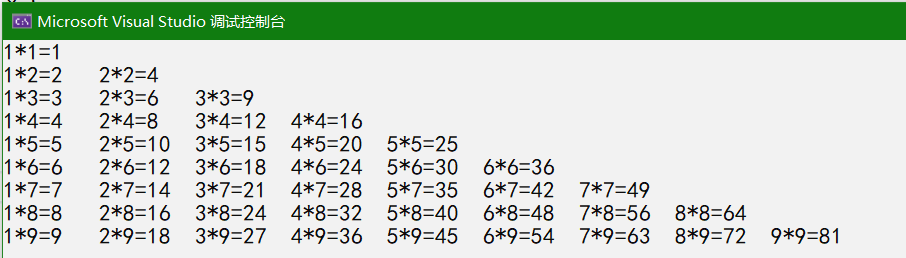 Microsoft Visual Studio 调试控制台
1*1=1
1*2=2 2*2=4
1*3=3 2*3=6 3*3=9
1*4=4 2*4=8 3*4=12 4*4=16
1*5=5 2*5=10 3*5=15 4*5=20 5*5=25
1*6=6 2*6=12 3*6=18 4*6=24 5*6=30 6*6=36
1*7=7 2*7=14 3*7=21 4*7=28 5*7=35 6*7=42 7*7=49
1*8=8 2*8=16 3*8=24 4*8=32 5*8=40 6*8=48 7*8=56 8*8=64
1*9=9 2*9=18 3*9=27 4*9=36 5*9=45 6*9=54 7*9=63 8*9=72 9*9=81